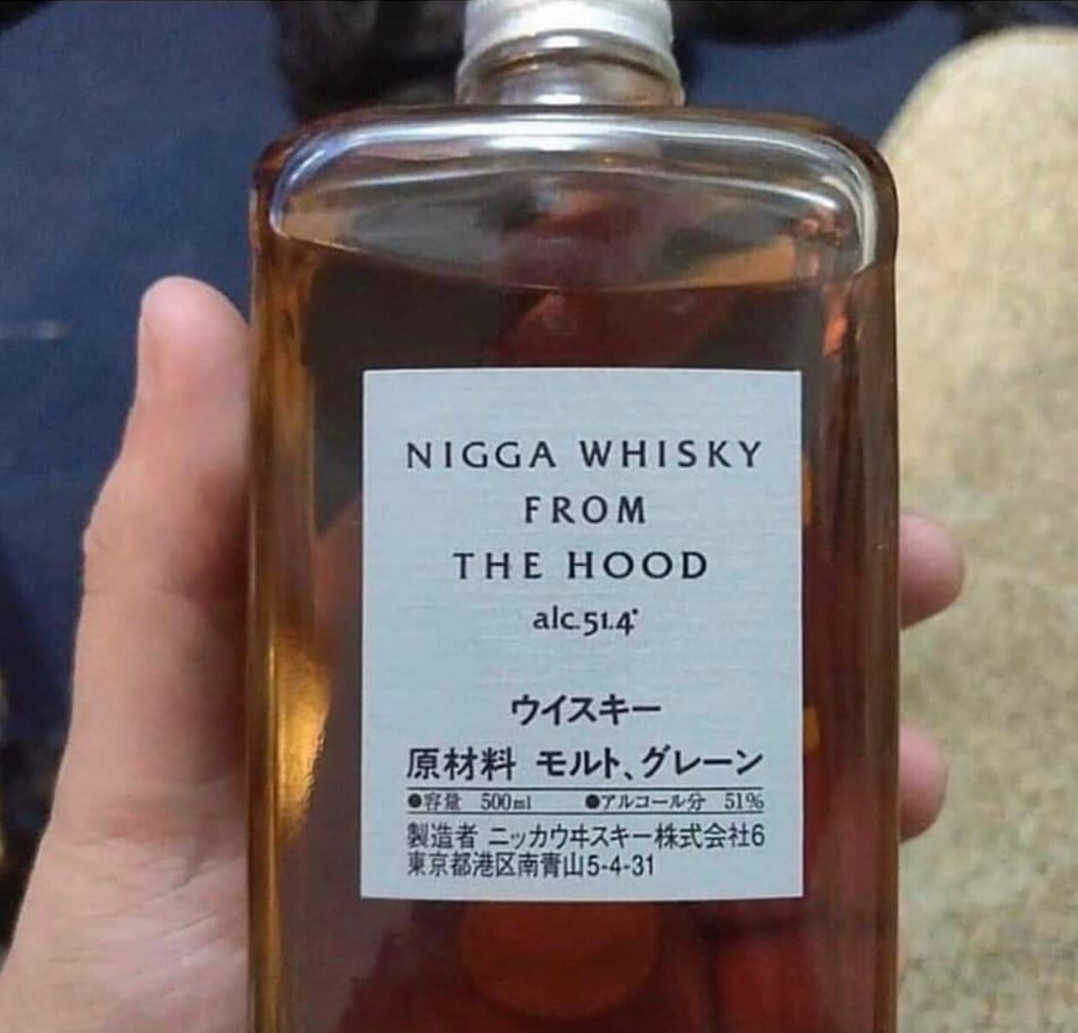 NIGGA WHISKY
FROM
THE HOOD
alc.51.4°
ウイスキー
原材料 モルト、グレーン
●容量 500ml ●アルコール分 51%
製造者 ニッカウヰスキー株式会社6
東京都港区南青山5-4-31